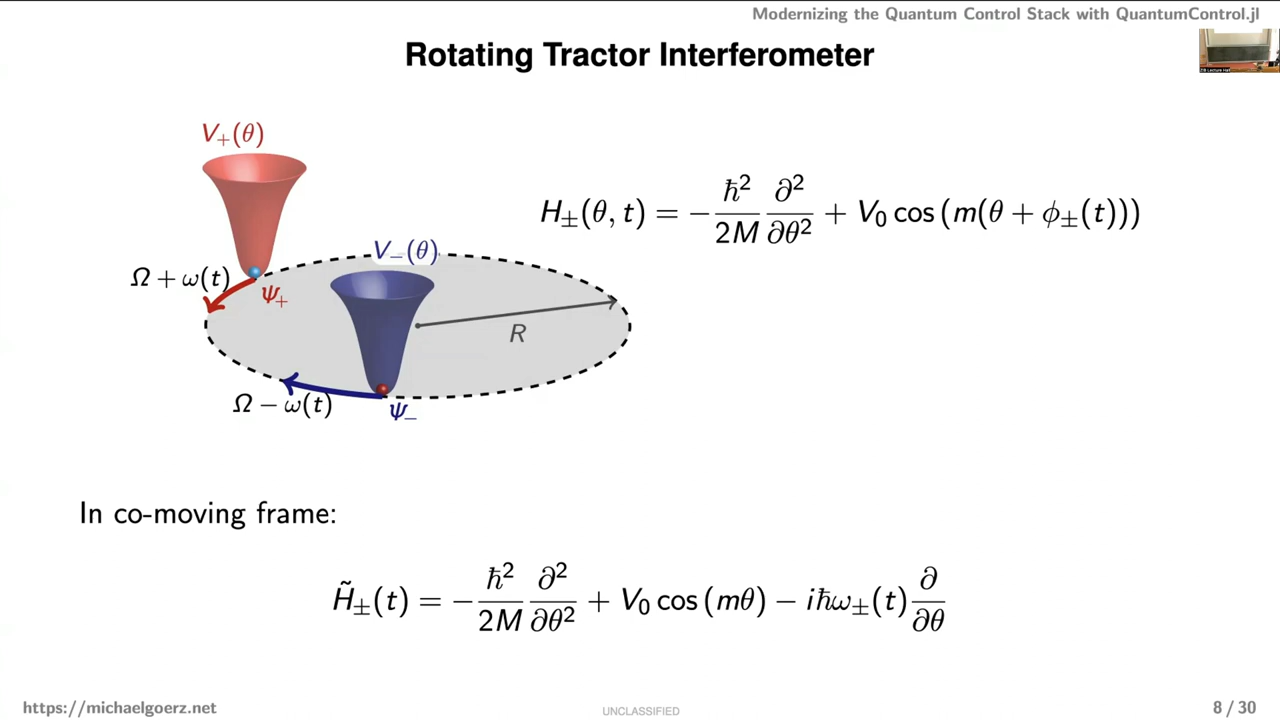 Modernizing the Quantum Control Stack with QuantumControl.jl
Rotating Tractor Interferometer
V₊(θ)
H±(θ, t) = −ħ²/2M ∂²/∂θ² + V₀ cos (m(θ + ϕ±(t)))
V₋(θ)
Ω + ω(t)
Ψ₊
R
Ω − ω(t)
Ψ₋
In co-moving frame:
H̃±(t) = −ħ²/2M ∂²/∂θ² + V₀ cos (mθ) − iħω±(t) ∂/∂θ
https://michaelgoerz.net
UNCLASSIFIED
8 / 30